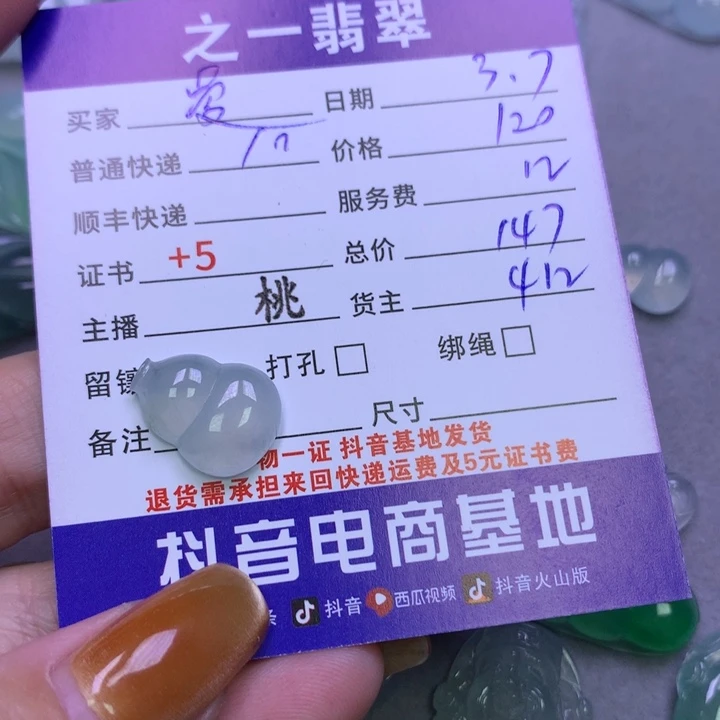 之一翡翠
买家 爱 日期 3.7
普通快递 10 价格 120
顺丰快递 服务费 12
证书 +5 总价 147
主播 桃 货主 412
留镶 打孔 绑绳
备注 尺寸
物一证 抖音基地发货
退货需承担来回快递运费及5元证书费
抖音电商基地
条 抖音 西瓜视频 抖音火山版